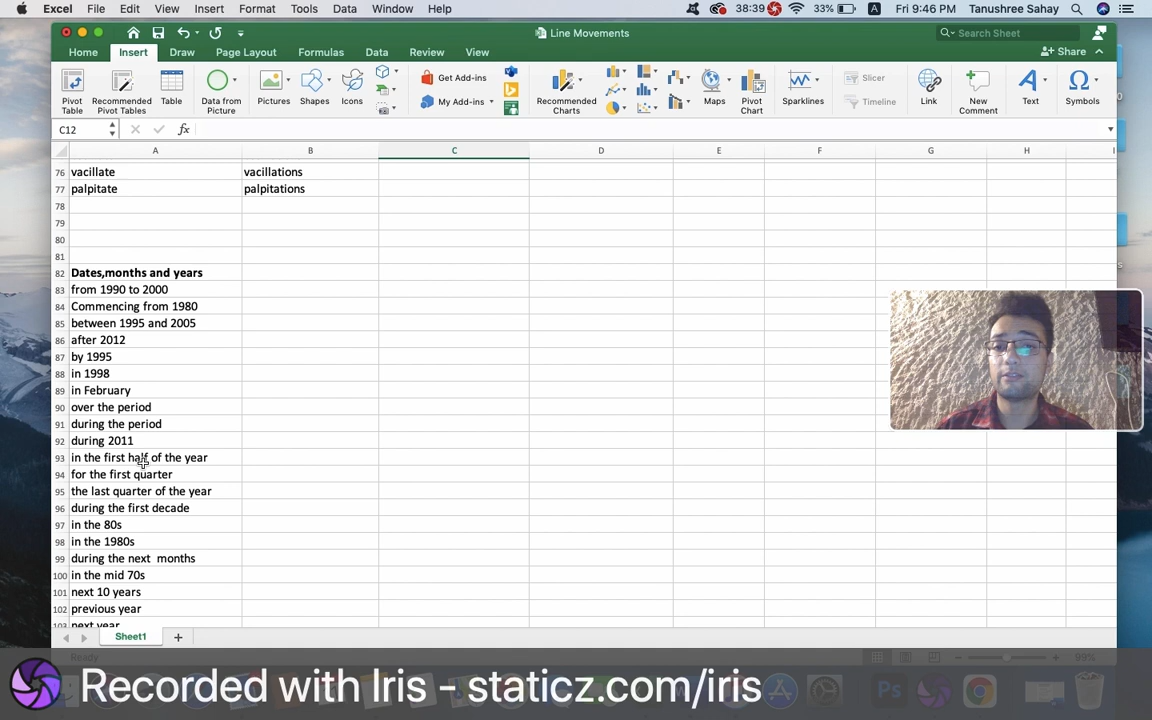 Excel File Edit View Insert Format Tools Data Window Help 38:39 33% A Fri 9:46 PM Tanushree Sahay
Line Movements
Search Sheet
Home Insert Draw Page Layout Formulas Data Review View Share
Pivot Table
Recommended Pivot Tables
Table
Data from Picture
Pictures
Shapes
Icons
Get Add-ins
My Add-ins
Recommended Charts
Maps
Pivot Chart
Sparklines
Slicer
Timeline
Link
New Comment
Text
Symbols
C12 fx
A B C D E F G H I
76 vacillate vacillations
77 palpitate palpitations
78
79
80
81
82 Dates,months and years
83 from 1990 to 2000
84 Commencing from 1980
85 between 1995 and 2005
86 after 2012
87 by 1995
88 in 1998
89 in February
90 over the period
91 during the period
92 during 2011
93 in the first half of the year
94 for the first quarter
95 the last quarter of the year
96 during the first decade
97 in the 80s
98 in the 1980s
99 during the next  months
100 in the mid 70s
101 next 10 years
102 previous year
103 next year
Sheet1 +
Ready
Recorded with Iris - staticz.com/iris